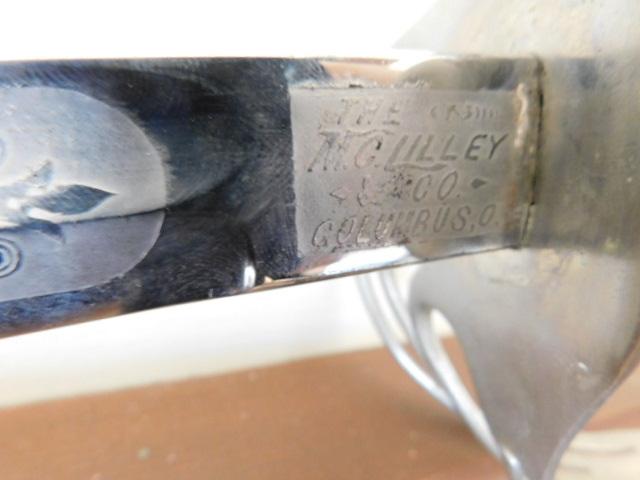 THE
M.C. LILLEY
& CO.
COLUMBUS, O.